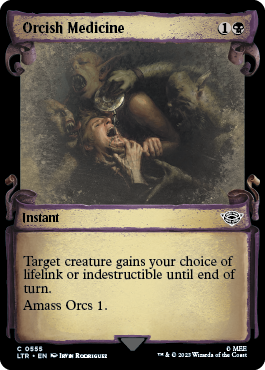 Orcish Medicine 1
Instant
Target creature gains your choice of
lifelink or indestructible until end of
turn.
Amass Orcs 1.
C 0555
LTR • EN Irvin Rodriguez
& © 2023 Wizards of the Coast
™ MEE